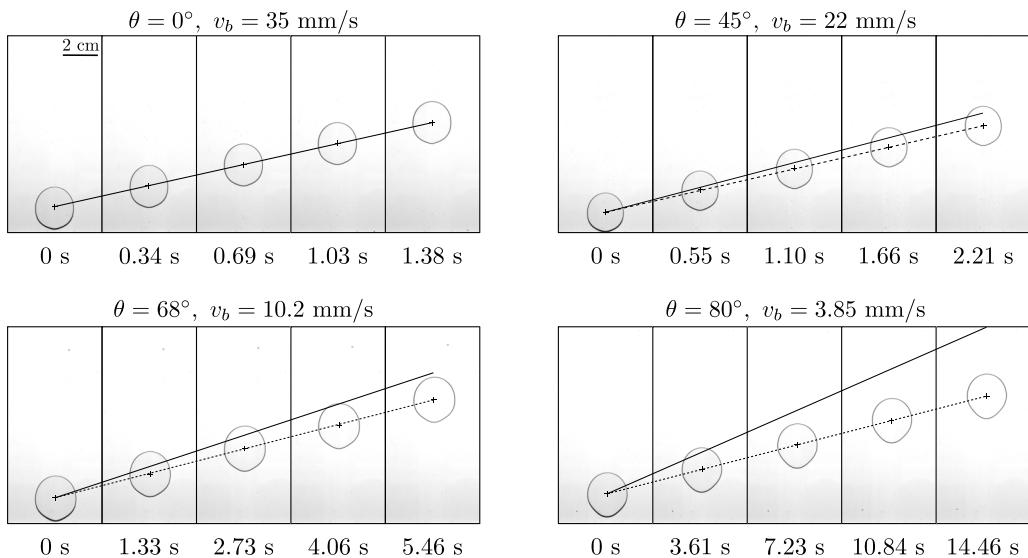 θ = 0°, v_b = 35 mm/s
2 cm
0 s 0.34 s 0.69 s 1.03 s 1.38 s
θ = 45°, v_b = 22 mm/s
0 s 0.55 s 1.10 s 1.66 s 2.21 s
θ = 68°, v_b = 10.2 mm/s
0 s 1.33 s 2.73 s 4.06 s 5.46 s
θ = 80°, v_b = 3.85 mm/s
0 s 3.61 s 7.23 s 10.84 s 14.46 s